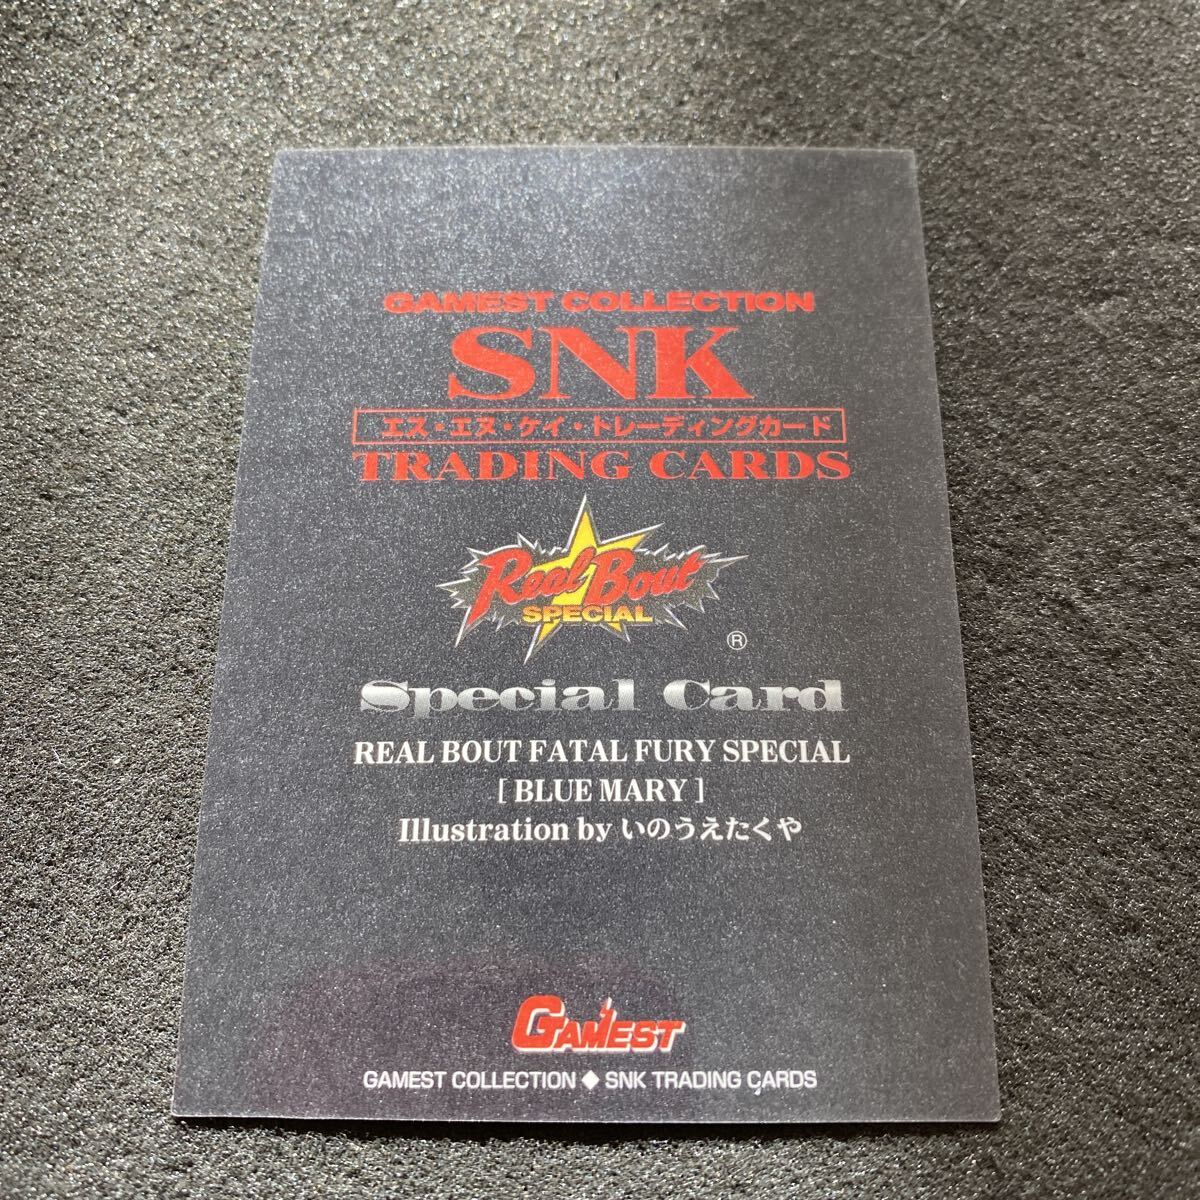 GAMEST COLLECTION
SNK
エス・エヌ・ケイ・トレーディングカード
TRADING CARDS
Real Bout
SPECIAL
®
Special Card
REAL BOUT FATAL FURY SPECIAL
[ BLUE MARY ]
Illustration by いのうえたくや
GAMEST
GAMEST COLLECTION ◆ SNK TRADING CARDS